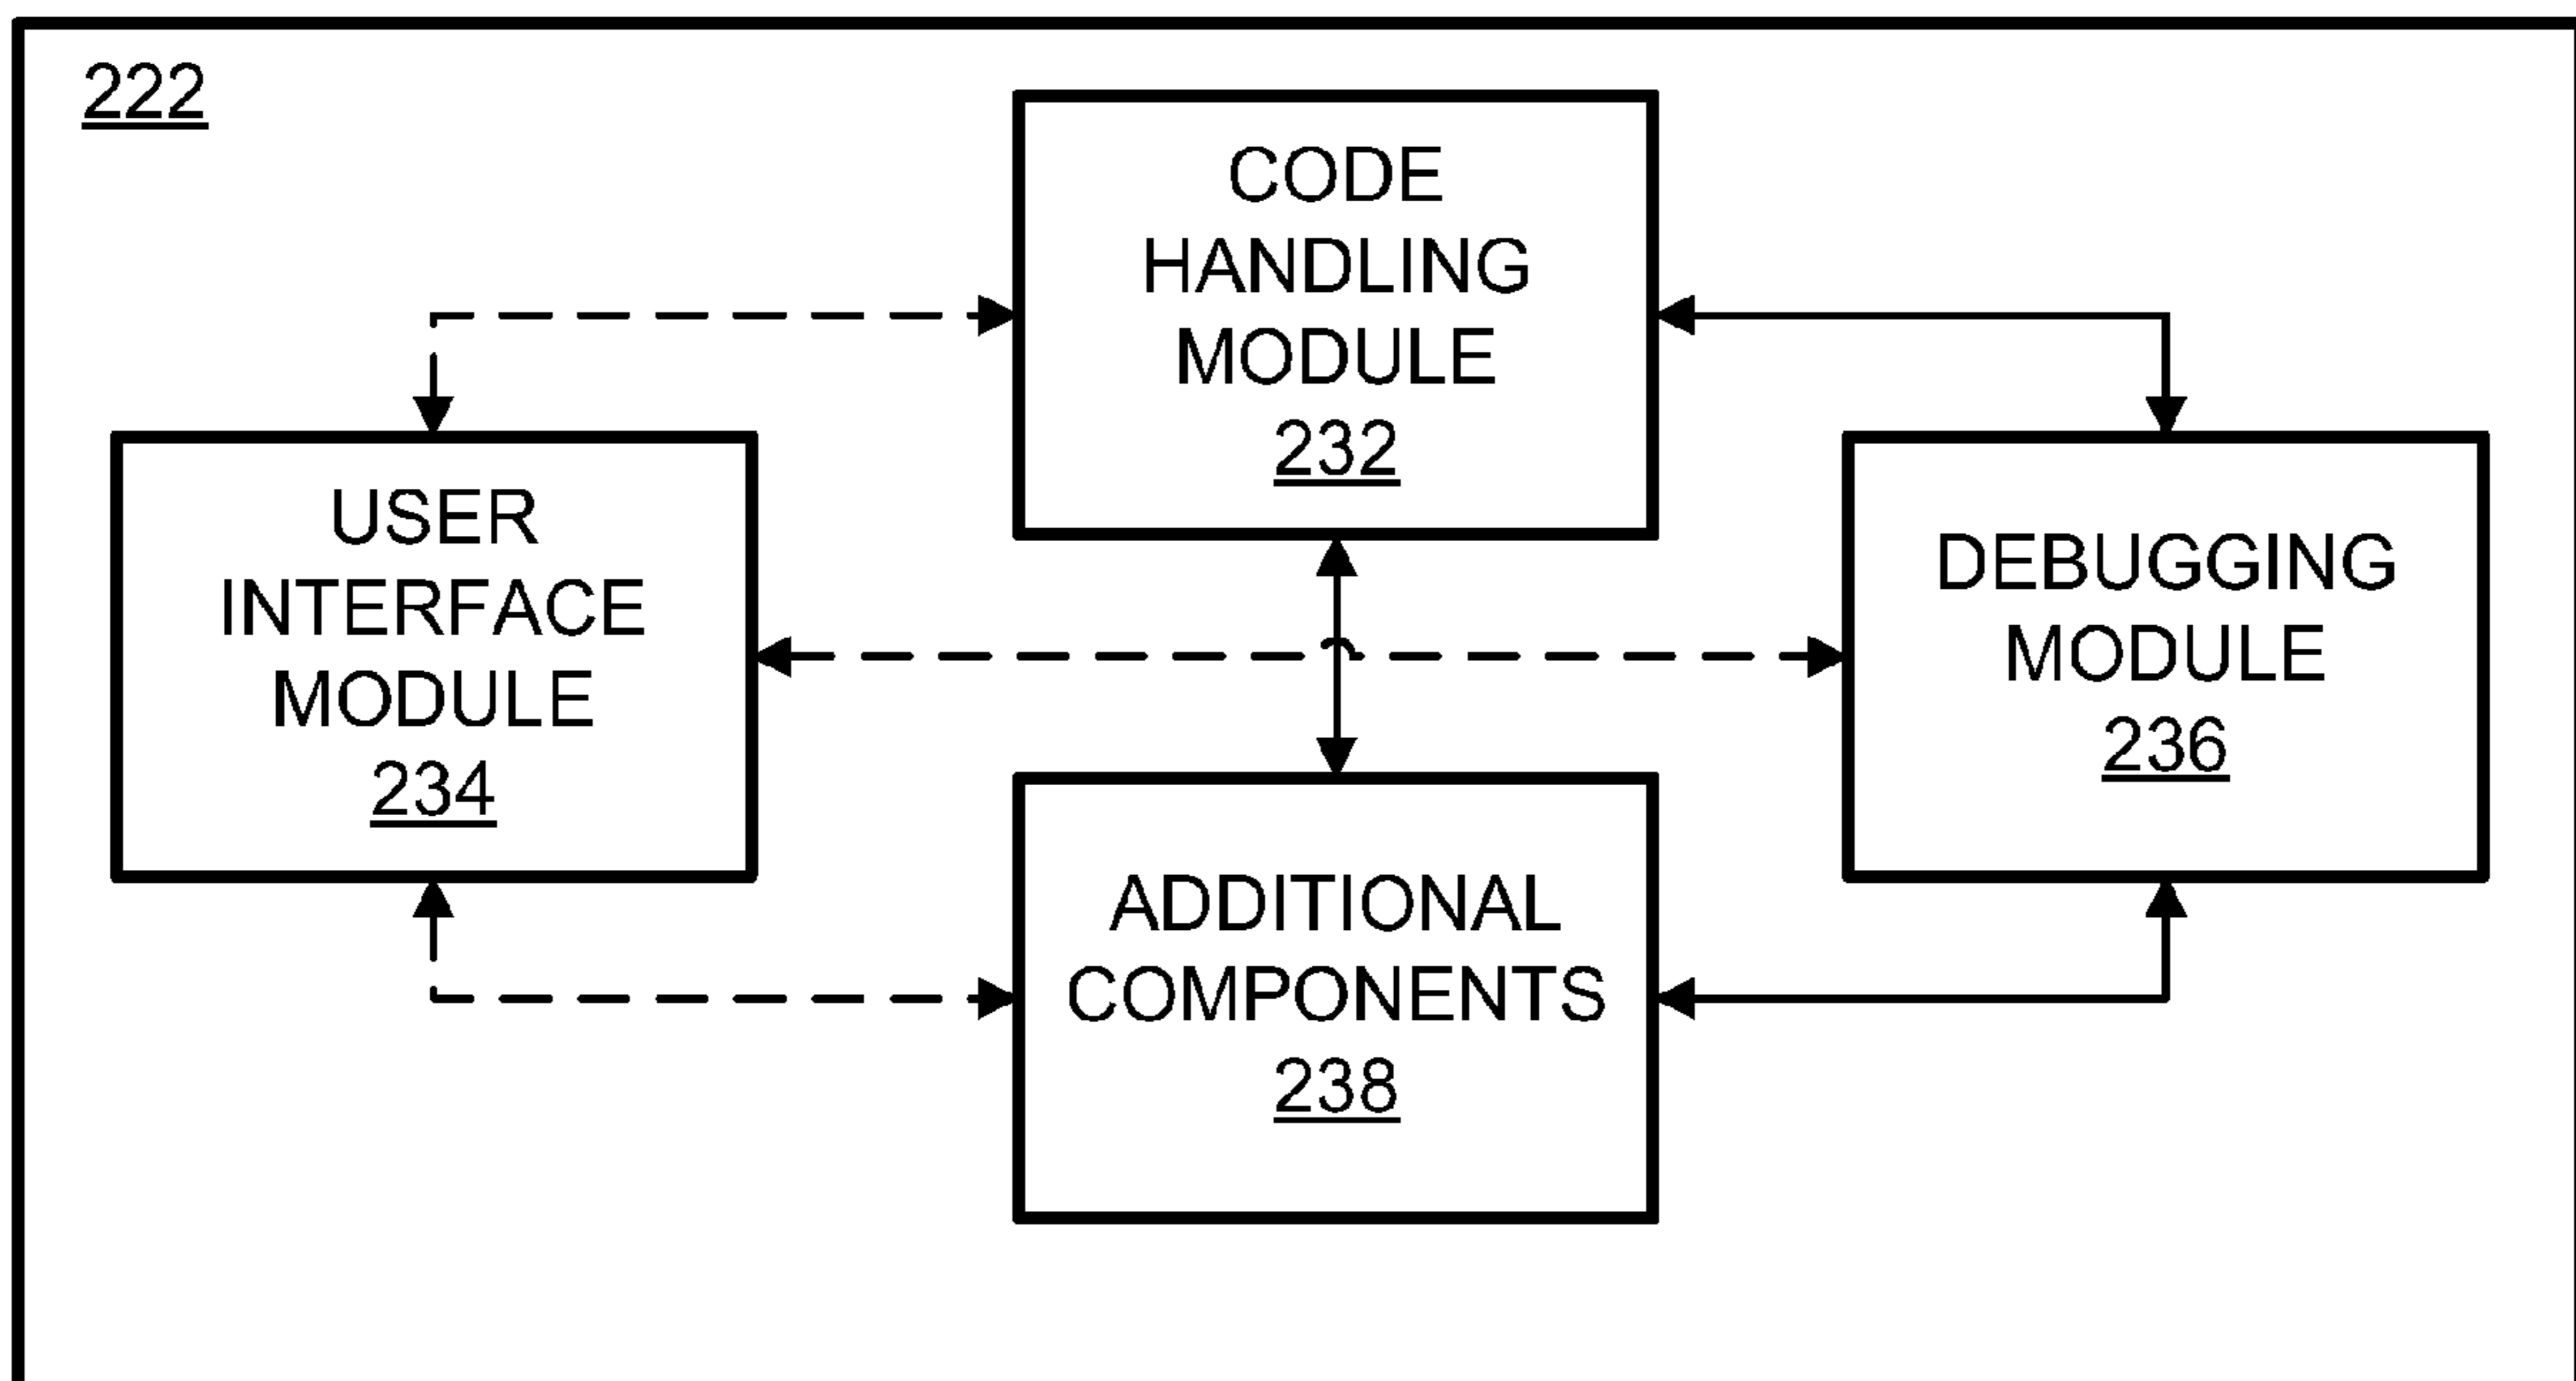 222
CODE
HANDLING
MODULE
232
USER
INTERFACE
MODULE
234
DEBUGGING
MODULE
236
ADDITIONAL
COMPONENTS
238